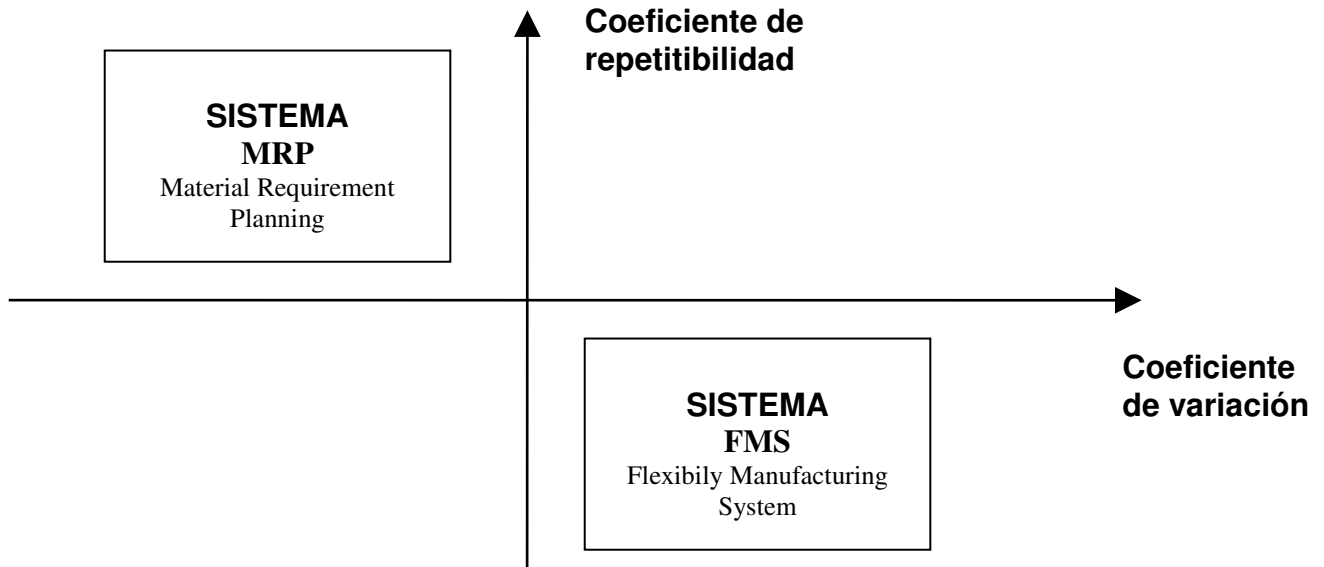 Coeficiente de
repetitibilidad
SISTEMA
MRP
Material Requirement
Planning
Coeficiente
de variación
SISTEMA
FMS
Flexibily Manufacturing
System